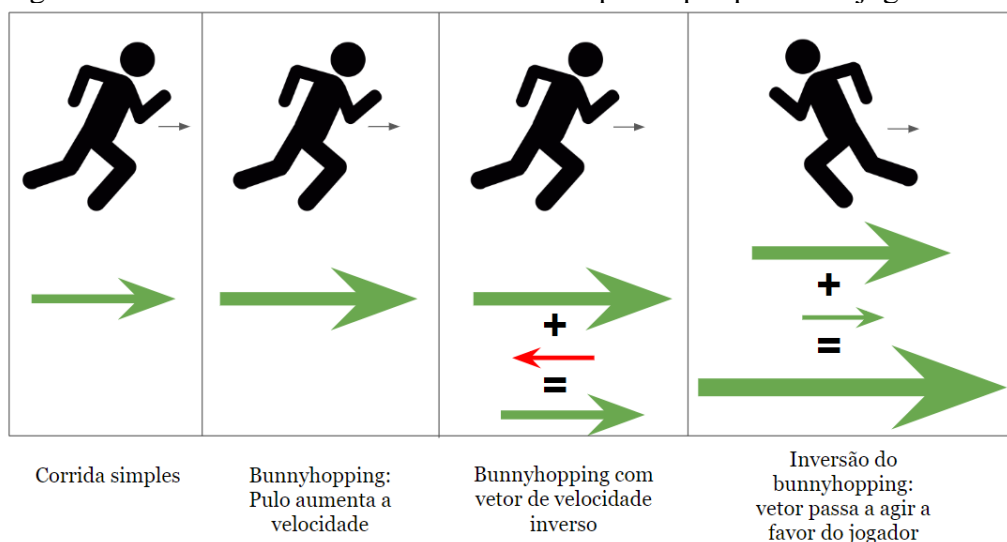 +
=
+
=
Corrida simples
Bunnyhopping:
Pulo aumenta a
velocidade
Bunnyhopping com
vetor de velocidade
inverso
Inversão do
bunnyhopping:
vetor passa a agir a
favor do jogador